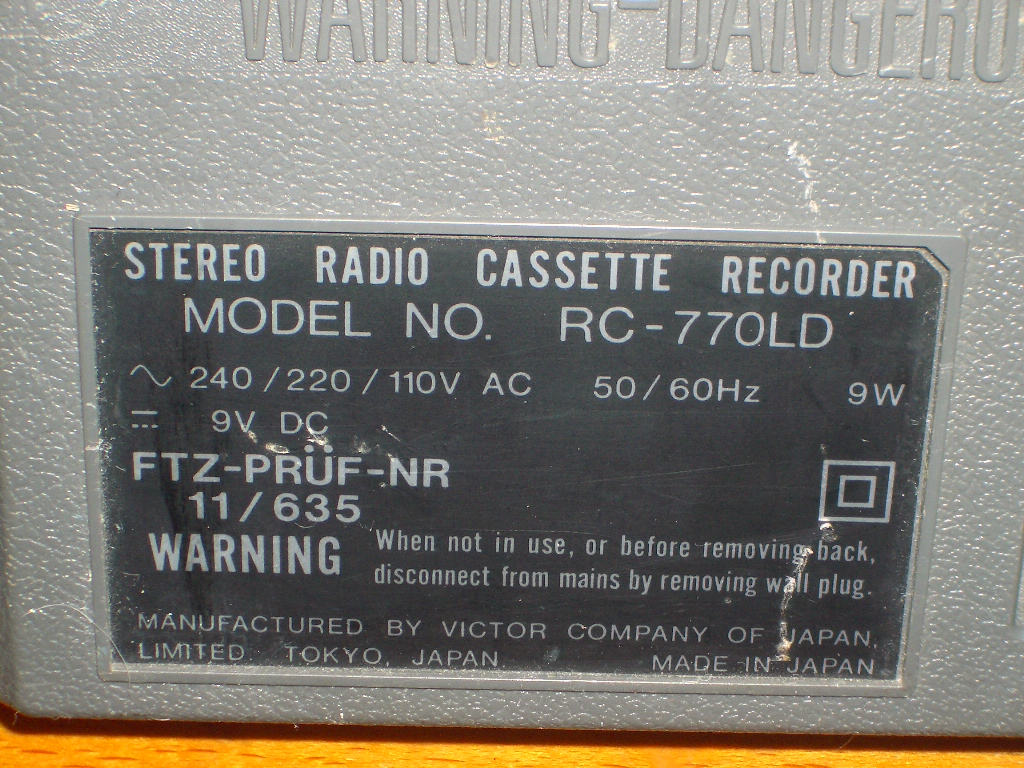 WARNING-DANGERO
STEREO RADIO CASSETTE RECORDER
MODEL NO. RC-770LD
~ 240/220/110V AC 50/60Hz 9W
⎓ 9V DC
FTZ-PRÜF-NR
11/635
WARNING When not in use, or before removing back,
disconnect from mains by removing wall plug.
MANUFACTURED BY VICTOR COMPANY OF JAPAN,
LIMITED. TOKYO, JAPAN. MADE IN JAPAN